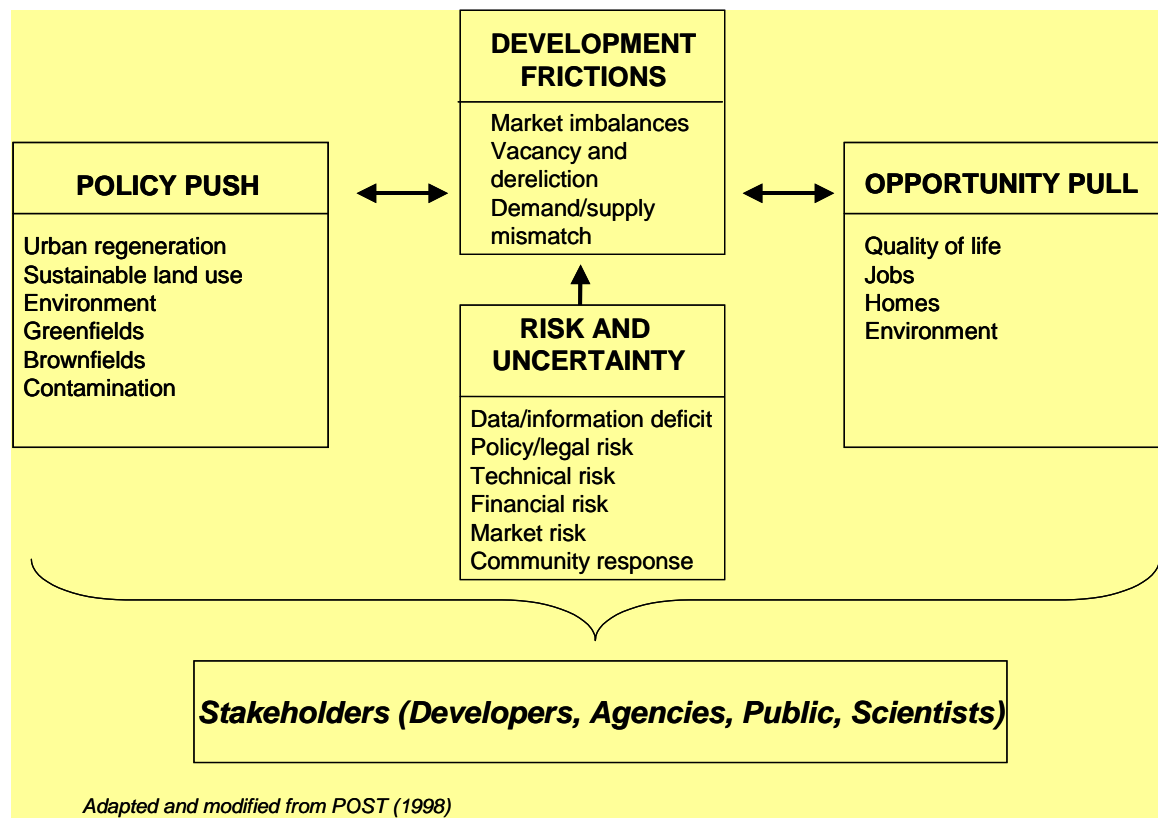 DEVELOPMENT
FRICTIONS
Market imbalances
Vacancy and
dereliction
Demand/supply
mismatch
POLICY PUSH
Urban regeneration
Sustainable land use
Environment
Greenfields
Brownfields
Contamination
OPPORTUNITY PULL
Quality of life
Jobs
Homes
Environment
RISK AND
UNCERTAINTY
Data/information deficit
Policy/legal risk
Technical risk
Financial risk
Market risk
Community response
Stakeholders (Developers, Agencies, Public, Scientists)
Adapted and modified from POST (1998)